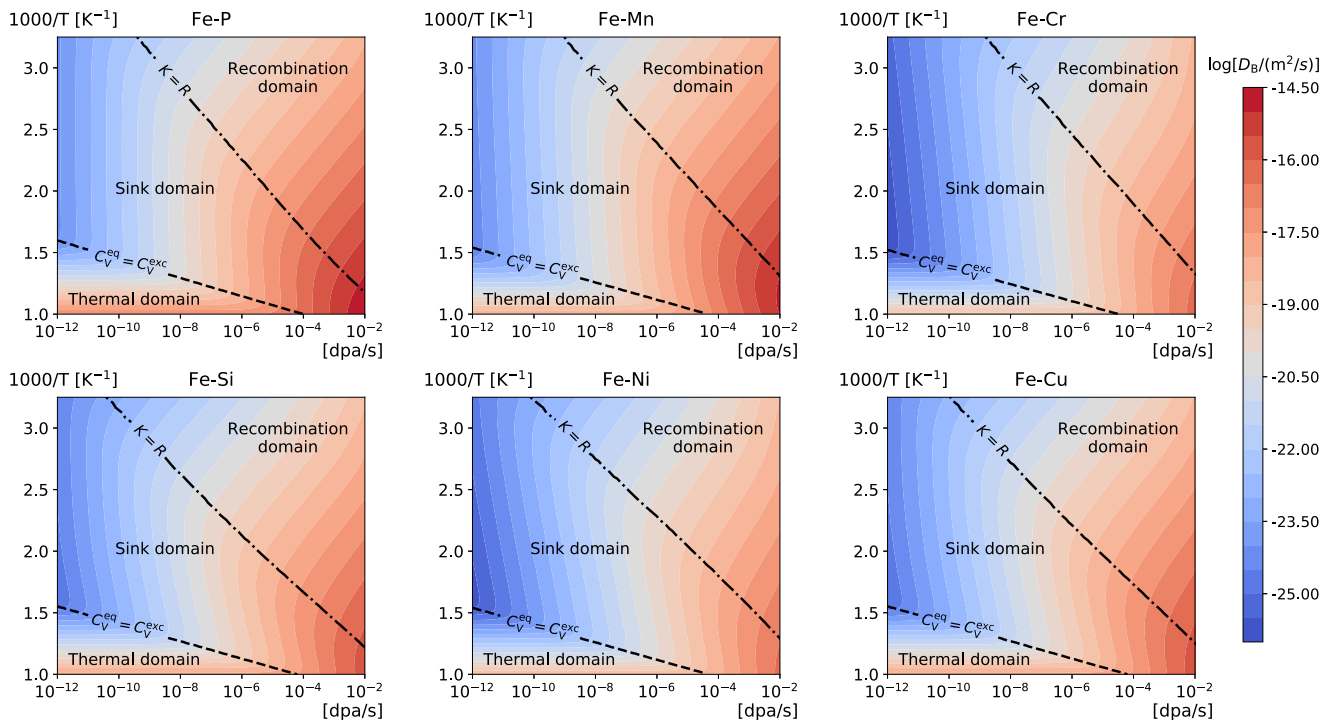 1000/T [K⁻¹] Fe-P
3.0
2.5
2.0
1.5
1.0
K = R
Recombination
domain
Sink domain
C_V^eq = C_V^exc
Thermal domain
10⁻¹² 10⁻¹⁰ 10⁻⁸ 10⁻⁶ 10⁻⁴ 10⁻²
[dpa/s]
1000/T [K⁻¹] Fe-Mn
3.0
2.5
2.0
1.5
1.0
K = R
Recombination
domain
Sink domain
C_V^eq = C_V^exc
Thermal domain
10⁻¹² 10⁻¹⁰ 10⁻⁸ 10⁻⁶ 10⁻⁴ 10⁻²
[dpa/s]
1000/T [K⁻¹] Fe-Cr
3.0
2.5
2.0
1.5
1.0
K = R
Recombination
domain
Sink domain
C_V^eq = C_V^exc
Thermal domain
10⁻¹² 10⁻¹⁰ 10⁻⁸ 10⁻⁶ 10⁻⁴ 10⁻²
[dpa/s]
1000/T [K⁻¹] Fe-Si
3.0
2.5
2.0
1.5
1.0
K = R
Recombination
domain
Sink domain
C_V^eq = C_V^exc
Thermal domain
10⁻¹² 10⁻¹⁰ 10⁻⁸ 10⁻⁶ 10⁻⁴ 10⁻²
[dpa/s]
1000/T [K⁻¹] Fe-Ni
3.0
2.5
2.0
1.5
1.0
K = R
Recombination
domain
Sink domain
C_V^eq = C_V^exc
Thermal domain
10⁻¹² 10⁻¹⁰ 10⁻⁸ 10⁻⁶ 10⁻⁴ 10⁻²
[dpa/s]
1000/T [K⁻¹] Fe-Cu
3.0
2.5
2.0
1.5
1.0
K = R
Recombination
domain
Sink domain
C_V^eq = C_V^exc
Thermal domain
10⁻¹² 10⁻¹⁰ 10⁻⁸ 10⁻⁶ 10⁻⁴ 10⁻²
[dpa/s]
log[D_B/(m²/s)]
-14.50
-16.00
-17.50
-19.00
-20.50
-22.00
-23.50
-25.00